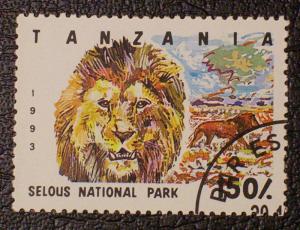 TANZANIA
1993
SELOUS NATIONAL PARK
150/.